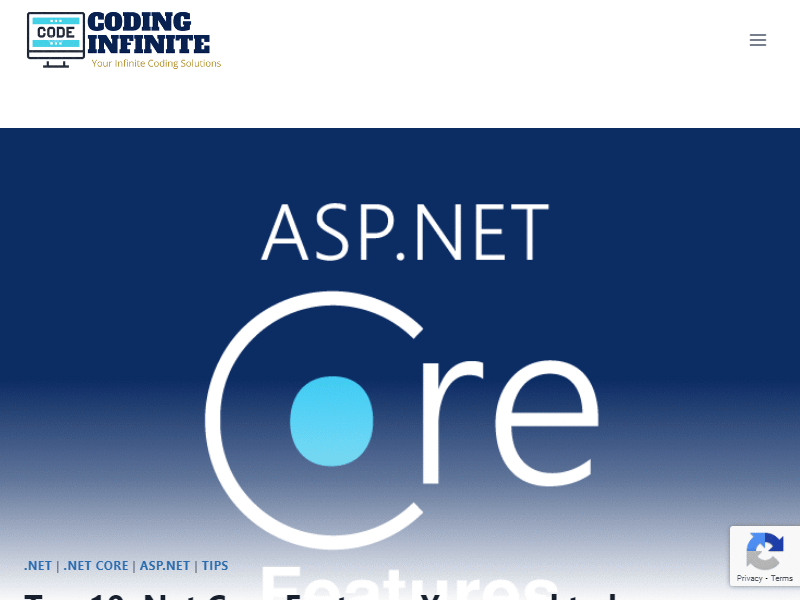 CODE
CODING
INFINITE
Your Infinite Coding Solutions
ASP.NET
Core
Features
.NET | .NET CORE | ASP.NET | TIPS
Privacy - Terms